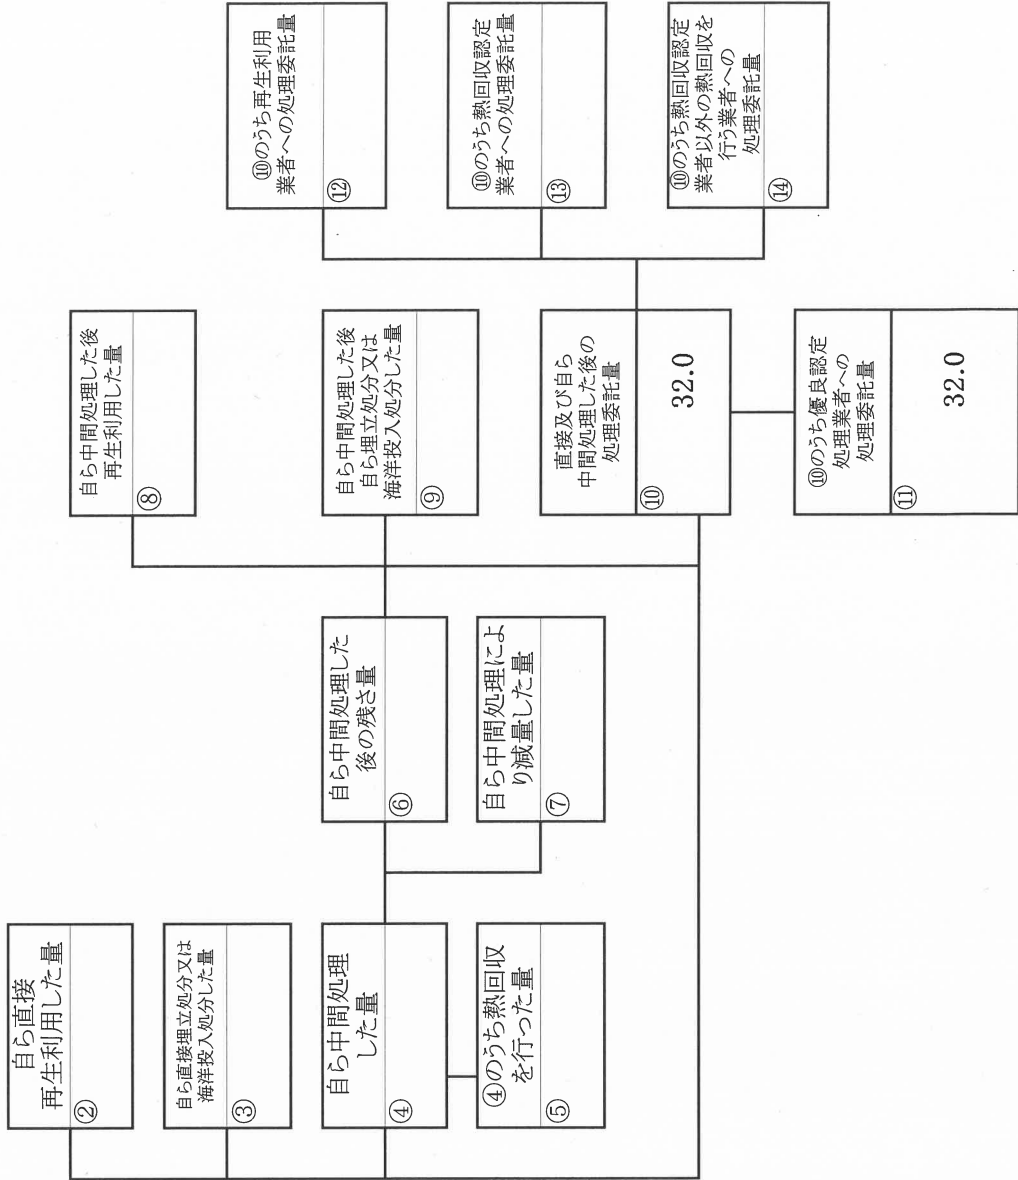 自ら直接
再生利用した量
②
自ら直接埋立処分又は
海洋投入処分した量
③
自ら中間処理
した量
④
④のうち熱回収
を行った量
⑤
自ら中間処理した
後の残さ量
⑥
自ら中間処理によ
り減量した量
⑦
自ら中間処理した後
再生利用した量
⑧
自ら中間処理した後
自ら埋立処分又は
海洋投入処分した量
⑨
直接及び自ら
中間処理した後の
処理委託量
⑩
32.0
⑩のうち優良認定
処理業者への
処理委託量
⑪
32.0
⑩のうち再生利用
業者への処理委託量
⑫
⑩のうち熱回収認定
業者への処理委託量
⑬
⑩のうち熱回収認定
業者以外の熱回収を
行う業者への
処理委託量
⑭